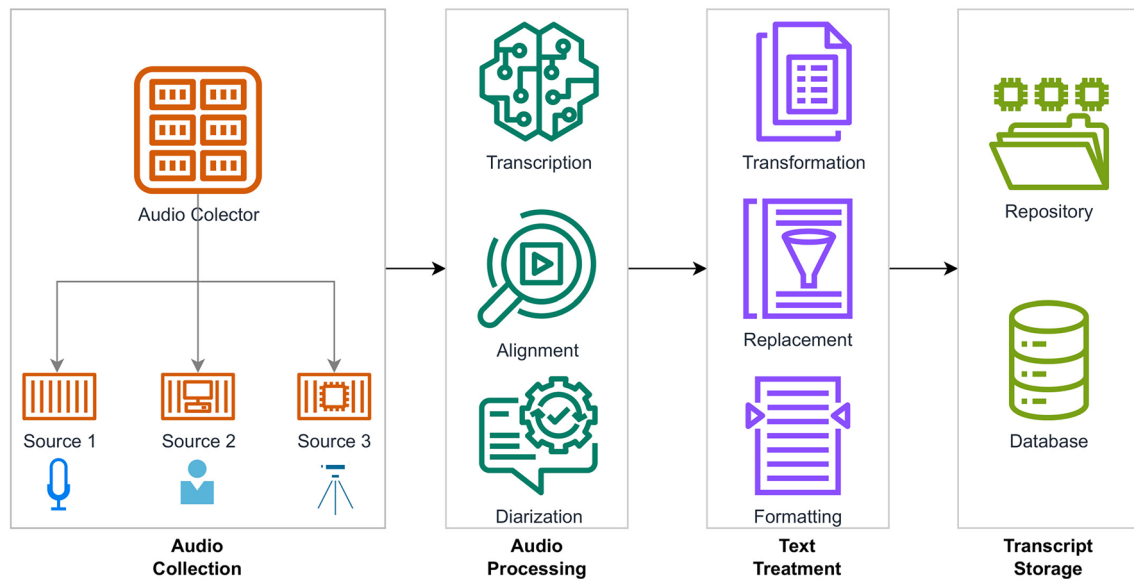 Audio Colector
Source 1
Source 2
Source 3
Audio
Collection
Transcription
Alignment
Diarization
Audio
Processing
Transformation
Replacement
Formatting
Text
Treatment
Repository
Database
Transcript
Storage